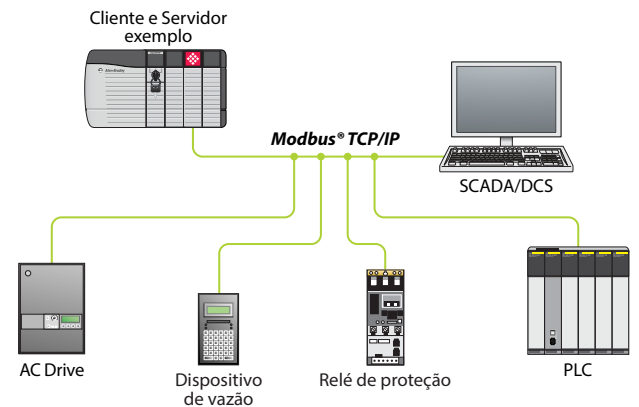 Cliente e Servidor
exemplo
Modbus® TCP/IP
SCADA/DCS
AC Drive
Dispositivo
de vazão
Relé de proteção
PLC